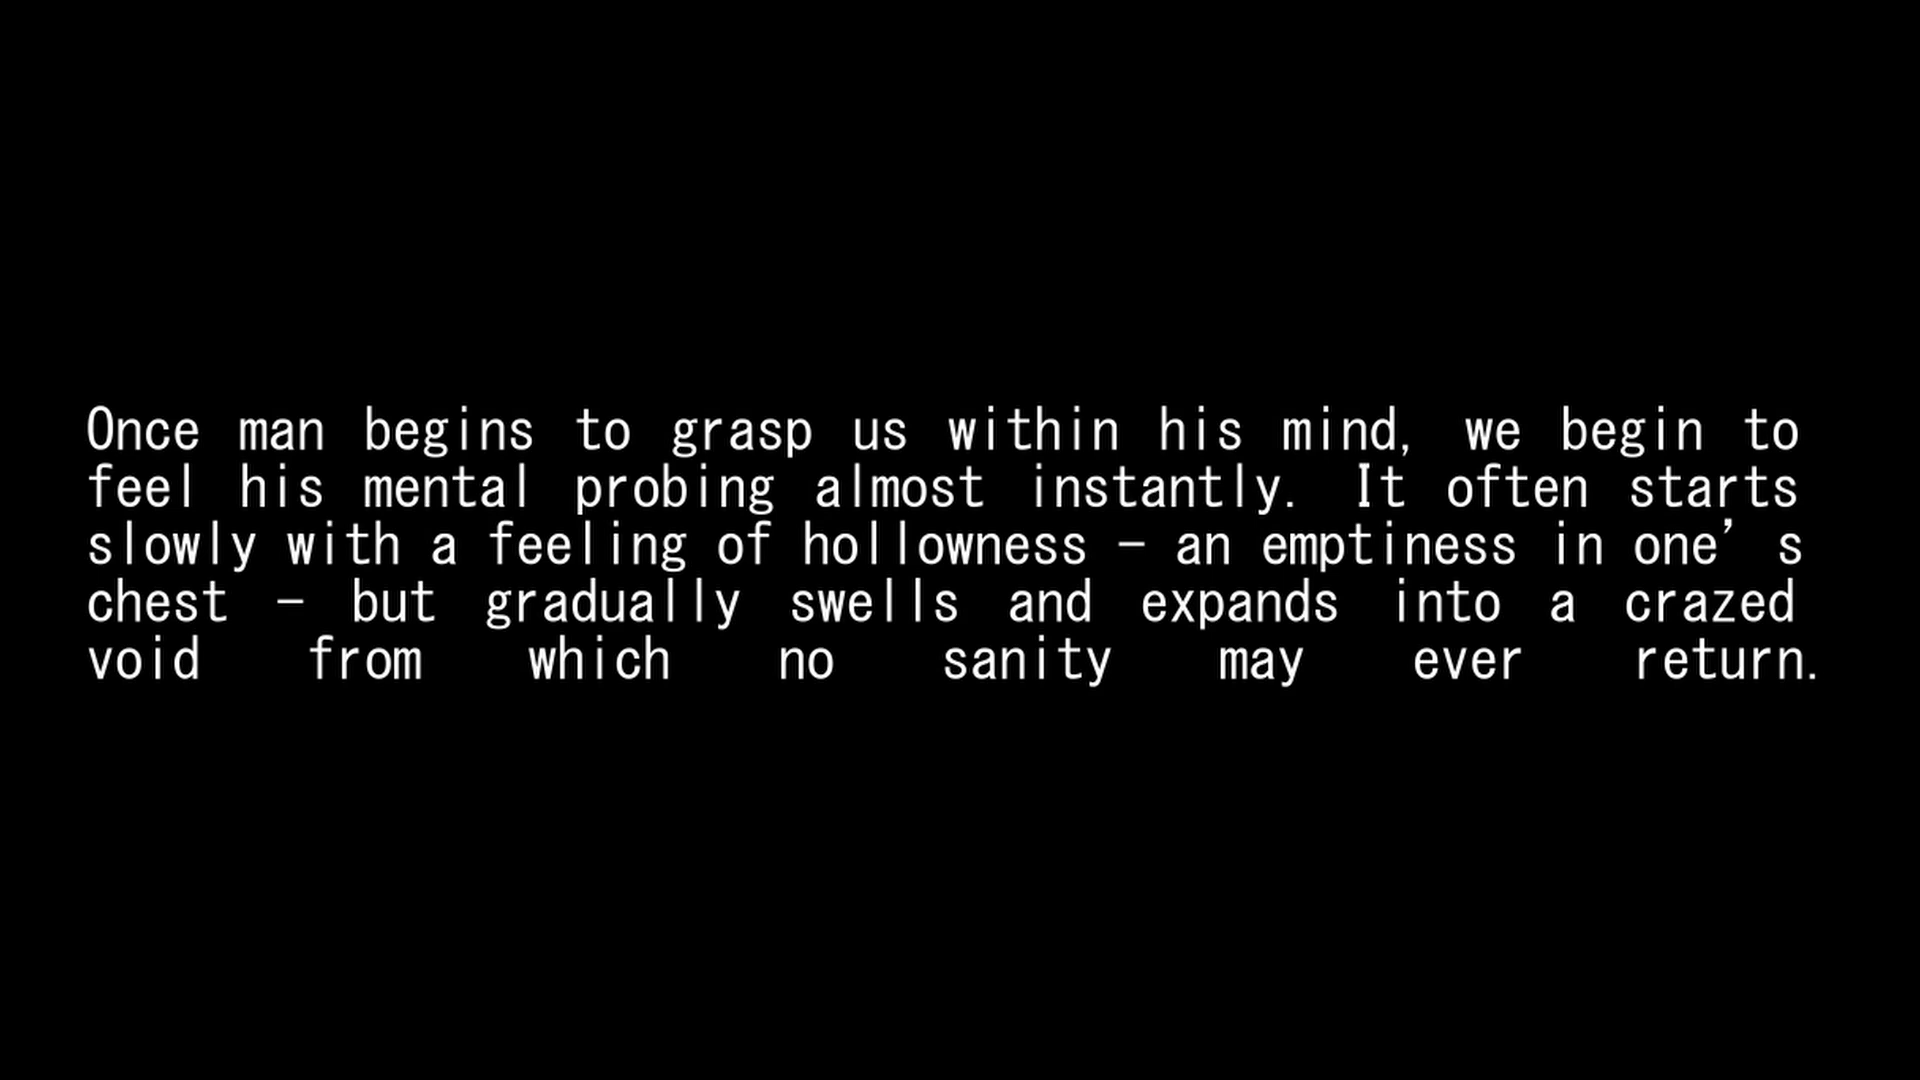 Once man begins to grasp us within his mind, we begin to
feel his mental probing almost instantly. It often starts
slowly with a feeling of hollowness – an emptiness in one’s
chest – but gradually swells and expands into a crazed
void from which no sanity may ever return.